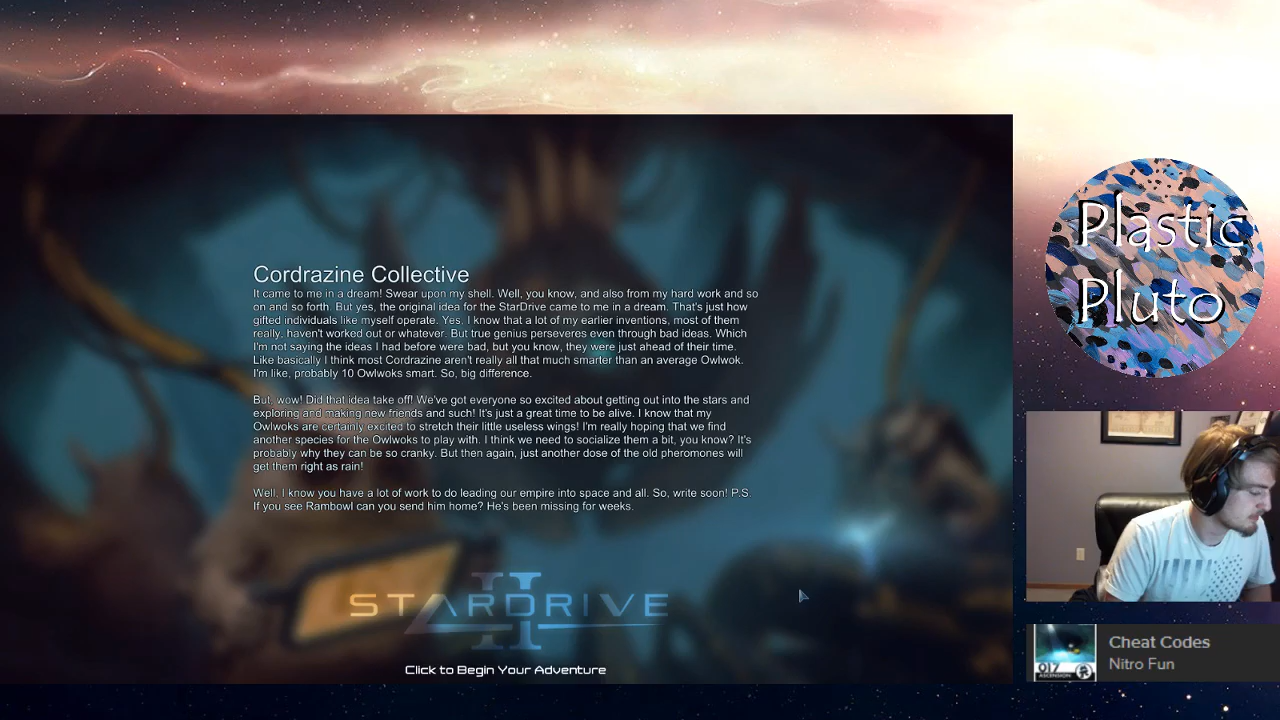 Cordrazine Collective
It came to me in a dream! Swear upon my shell. Well, you know, and also from my hard work and so
on and so forth. But yes, the original idea for the StarDrive came to me in a dream. That's just how
gifted individuals like myself operate. Yes, I know that a lot of my earlier inventions, most of them
really, haven't worked out or whatever. But true genius perseveres even through bad ideas. Which
I'm not saying the ideas I had before were bad, but you know, they were just ahead of their time.
Like basically I think most Cordrazine aren't really all that much smarter than an average Owlwok.
I'm like, probably 10 Owlwoks smart. So, big difference.
But, wow! Did that idea take off! We've got everyone so excited about getting out into the stars and
exploring and making new friends and such! It's just a great time to be alive. I know that my
Owlwoks are certainly excited to stretch their little useless wings! I'm really hoping that we find
another species for the Owlwoks to play with. I think we need to socialize them a bit, you know? It's
probably why they can be so cranky. But then again, just another dose of the old pheromones will
get them right as rain!
Well, I know you have a lot of work to do leading our empire into space and all. So, write soon! P.S.
If you see Rambowl can you send him home? He's been missing for weeks.
STARDRIVE II
Click to Begin Your Adventure
Plastic
Pluto
017
ASCENSION
Cheat Codes
Nitro Fun